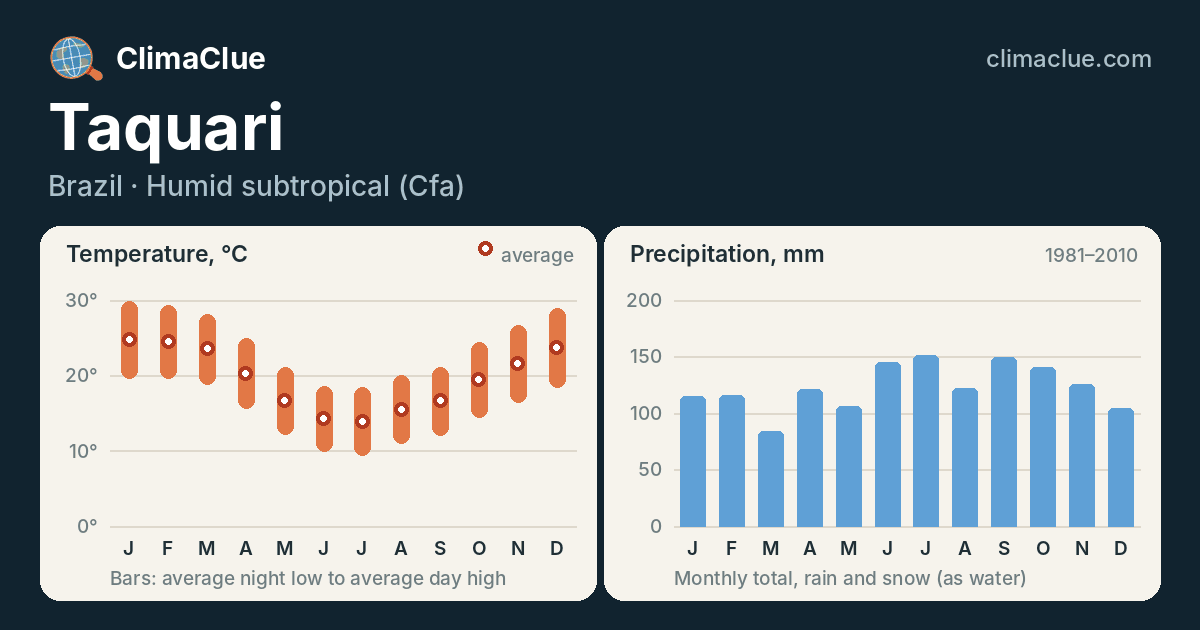 ClimaClue
climaclue.com
Taquari
Brazil · Humid subtropical (Cfa)
Temperature, °C
average
30°
20°
10°
0°
J F M A M J J A S O N D
Bars: average night low to average day high
Precipitation, mm
1981–2010
200
150
100
50
0
J F M A M J J A S O N D
Monthly total, rain and snow (as water)